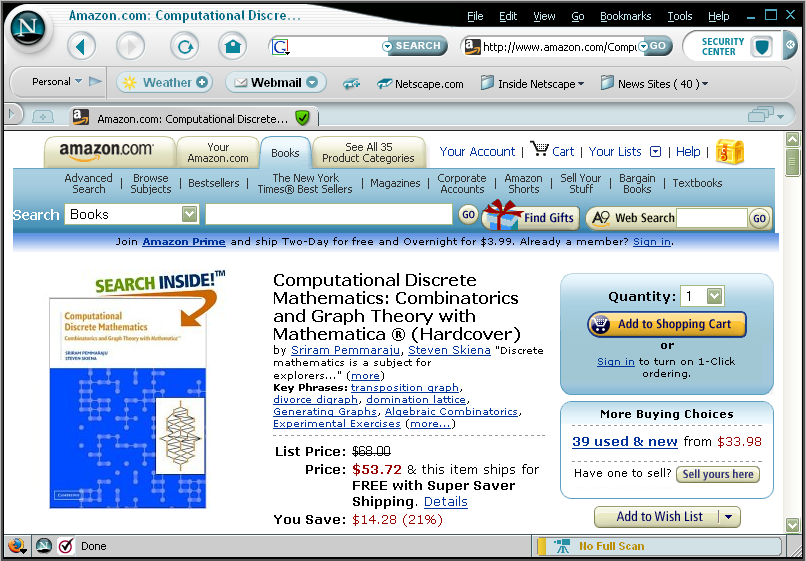 Amazon.com: Computational Discre...
File Edit View Go Bookmarks Tools Help
SEARCH http://www.amazon.com/Compu GO SECURITY CENTER
Personal Weather Webmail Netscape.com Inside Netscape News Sites ( 40 )
Amazon.com: Computational Discrete...
amazon.com Your Amazon.com Books See All 35 Product Categories Your Account | Cart | Your Lists | Help |
Advanced Search | Browse Subjects | Bestsellers | The New York Times® Best Sellers | Magazines | Corporate Accounts | Amazon Shorts | Sell Your Stuff | Bargain Books | Textbooks
Search Books GO Find Gifts A9 Web Search GO
Join Amazon Prime and ship Two-Day for free and Overnight for $3.99. Already a member? Sign in.
SEARCH INSIDE!™
Computational
Discrete Mathematics
Combinatorics and Graph Theory with Mathematica
SRIRAM PEMMARAJU
STEVEN SKIENA
Computational Discrete
Mathematics: Combinatorics
and Graph Theory with
Mathematica ® (Hardcover)
by Sriram Pemmaraju, Steven Skiena "Discrete
mathematics is a subject for
explorers..." (more)
Key Phrases: transposition graph,
divorce digraph, domination lattice,
Generating Graphs, Algebraic Combinatorics,
Experimental Exercises (more...)
List Price: $68.00
Price: $53.72 & this item ships for
FREE with Super Saver
Shipping. Details
You Save: $14.28 (21%)
Quantity: 1
Add to Shopping Cart
or
Sign in to turn on 1-Click
ordering.
More Buying Choices
39 used & new from $33.98
Have one to sell? Sell yours here
Add to Wish List
Done No Full Scan